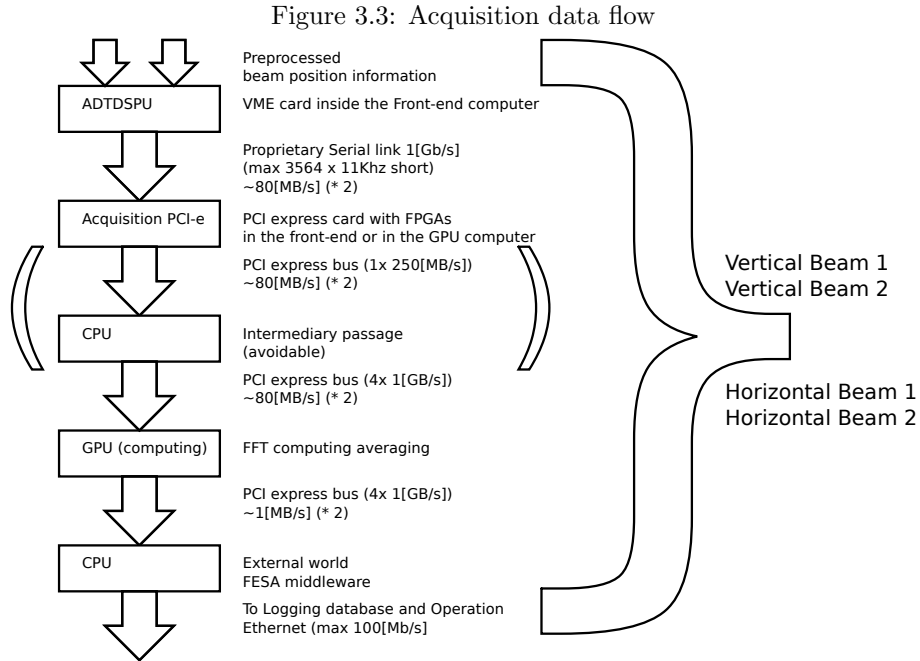 Figure 3.3: Acquisition data flow
Preprocessed
beam position information
ADTDSPU
VME card inside the Front-end computer
Proprietary Serial link 1[Gb/s]
(max 3564 x 11Khz short)
~80[MB/s] (* 2)
Acquisition PCI-e
PCI express card with FPGAs
in the front-end or in the GPU computer
PCI express bus (1x 250[MB/s])
~80[MB/s] (* 2)
CPU
Intermediary passage
(avoidable)
PCI express bus (4x 1[GB/s])
~80[MB/s] (* 2)
GPU (computing)
FFT computing averaging
PCI express bus (4x 1[GB/s])
~1[MB/s] (* 2)
CPU
External world
FESA middleware
To Logging database and Operation
Ethernet (max 100[Mb/s]
Vertical Beam 1
Vertical Beam 2
Horizontal Beam 1
Horizontal Beam 2